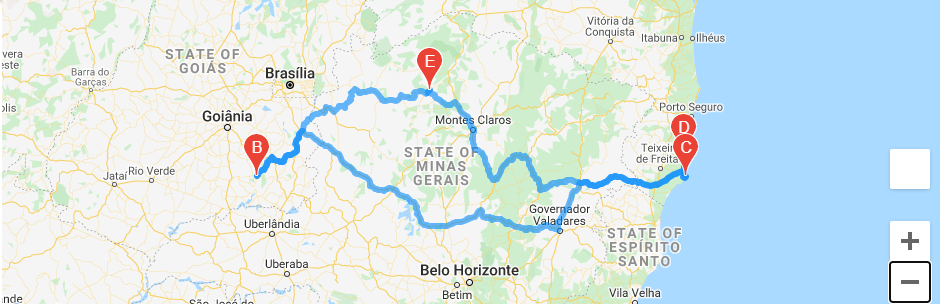 Vitória da
Conquista
Itabuna
Ilhéus
STATE OF
GOIÁS
E
Barra do
Garças
Brasília
Goiânia
Porto Seguro
Montes Claros
D
B
C
STATE OF
MINAS
GERAIS
Teixeira
de Freitas
Jataí
Rio Verde
Governador
Valadares
Uberlândia
STATE OF
ESPÍRITO
SANTO
Uberaba
Belo Horizonte
Betim
Vila Velha
+
−